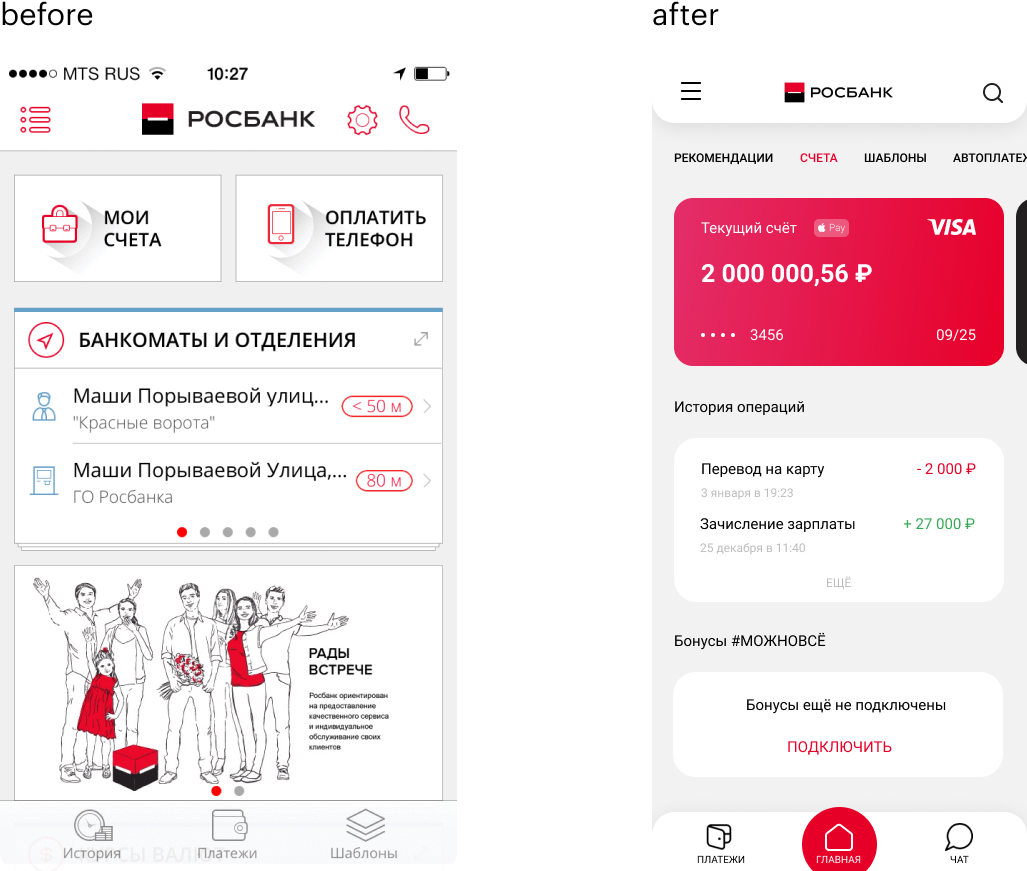 before
MTS RUS 10:27
РОСБАНК
МОИ
СЧЕТА
ОПЛАТИТЬ
ТЕЛЕФОН
БАНКОМАТЫ И ОТДЕЛЕНИЯ
Маши Порываевой улиц...
< 50 м
"Красные ворота"
Маши Порываевой Улица,...
80 м
ГО Росбанка
РАДЫ
ВСТРЕЧЕ
Росбанк ориентирован
на предоставление
качественного сервиса
и индивидуальное
обслуживание своих
клиентов
История Платежи Шаблоны
after
РОСБАНК
РЕКОМЕНДАЦИИ СЧЕТА ШАБЛОНЫ АВТОПЛАТЕЖ
Текущий счёт Pay VISA
2 000 000,56 ₽
•••• 3456 09/25
История операций
Перевод на карту - 2 000 ₽
3 января в 19:23
Зачисление зарплаты + 27 000 ₽
25 декабря в 11:40
ЕЩЁ
Бонусы #МОЖНОВСЁ
Бонусы ещё не подключены
ПОДКЛЮЧИТЬ
ПЛАТЕЖИ ГЛАВНАЯ ЧАТ